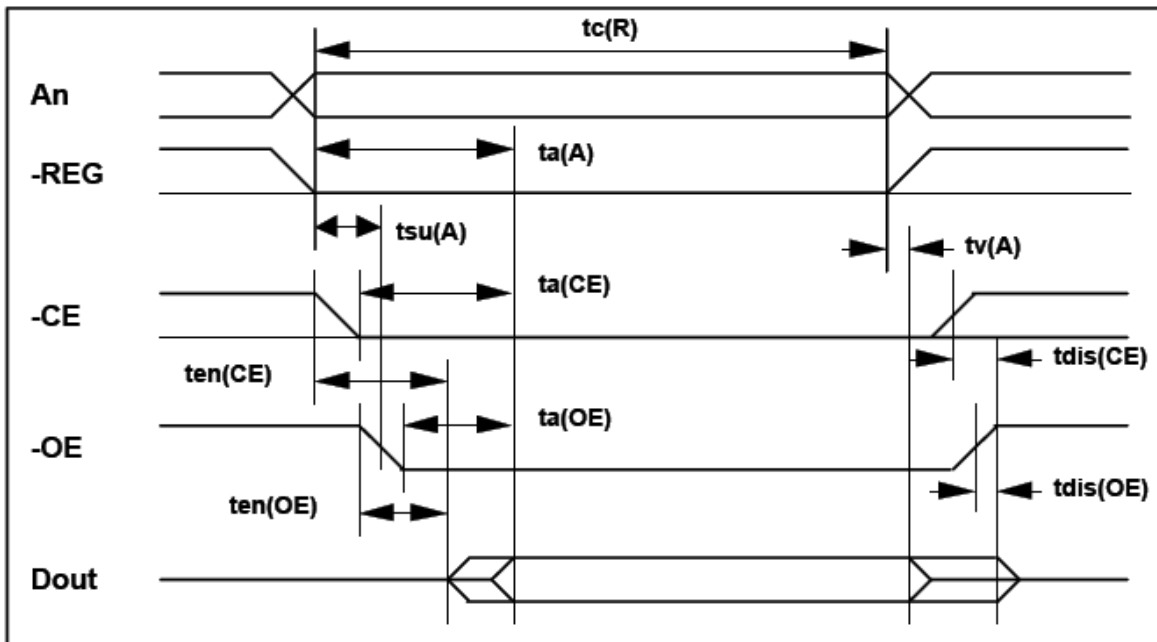 tc(R)
An
ta(A)
-REG
tsu(A)
tv(A)
ta(CE)
-CE
ten(CE)
tdis(CE)
ta(OE)
-OE
ten(OE)
tdis(OE)
Dout